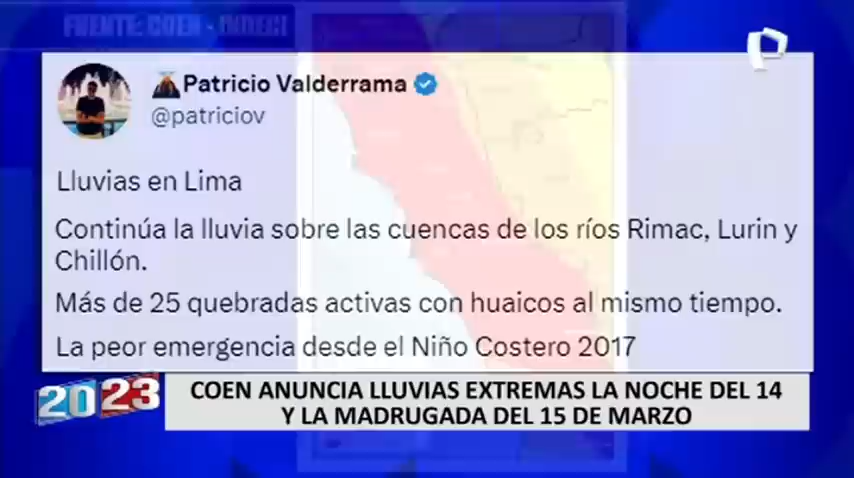 FUENTE: COEN - INDECI
Patricio Valderrama
@patriciov
Lluvias en Lima
Continúa la lluvia sobre las cuencas de los ríos Rimac, Lurin y
Chillón.
Más de 25 quebradas activas con huaicos al mismo tiempo.
La peor emergencia desde el Niño Costero 2017
2023
COEN ANUNCIA LLUVIAS EXTREMAS LA NOCHE DEL 14
Y LA MADRUGADA DEL 15 DE MARZO